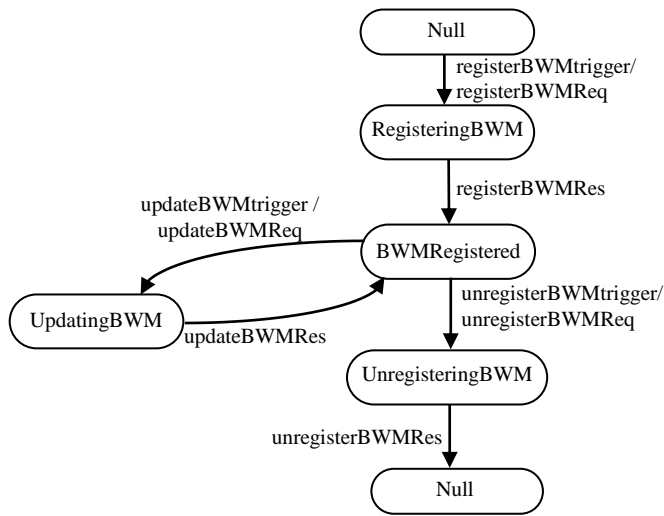 Null
registerBWMtrigger/
registerBWMReq
RegisteringBWM
registerBWMRes
updateBWMtrigger /
updateBWMReq
BWMRegistered
unregisterBWMtrigger/
unregisterBWMReq
UpdatingBWM
updateBWMRes
UnregisteringBWM
unregisterBWMRes
Null